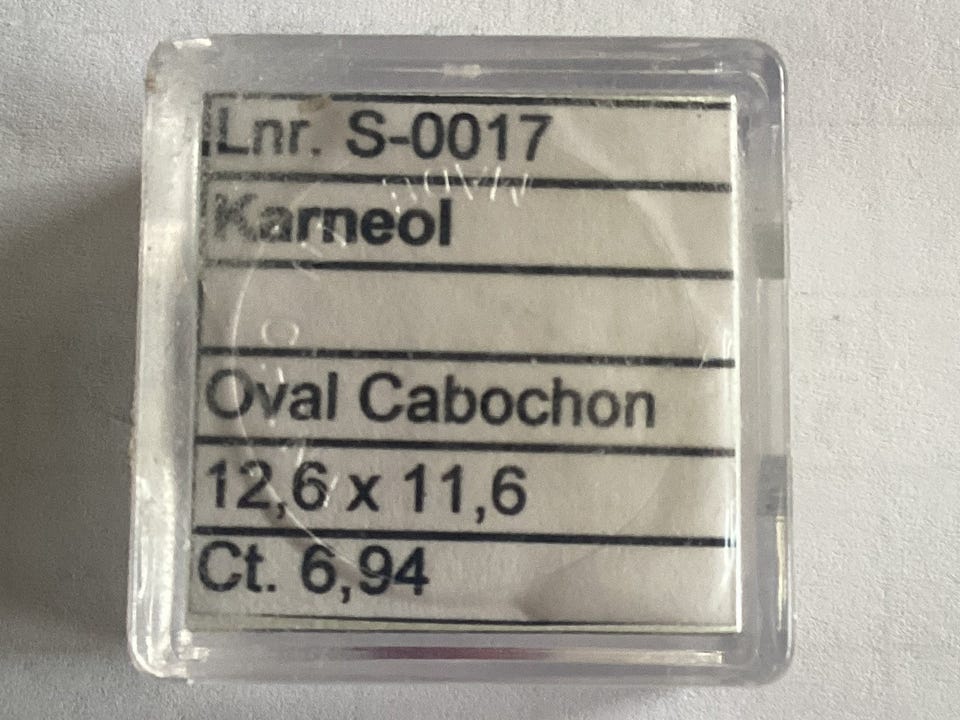 Lnr. S-0017
Karneol
Oval Cabochon
12,6 x 11,6
Ct. 6,94